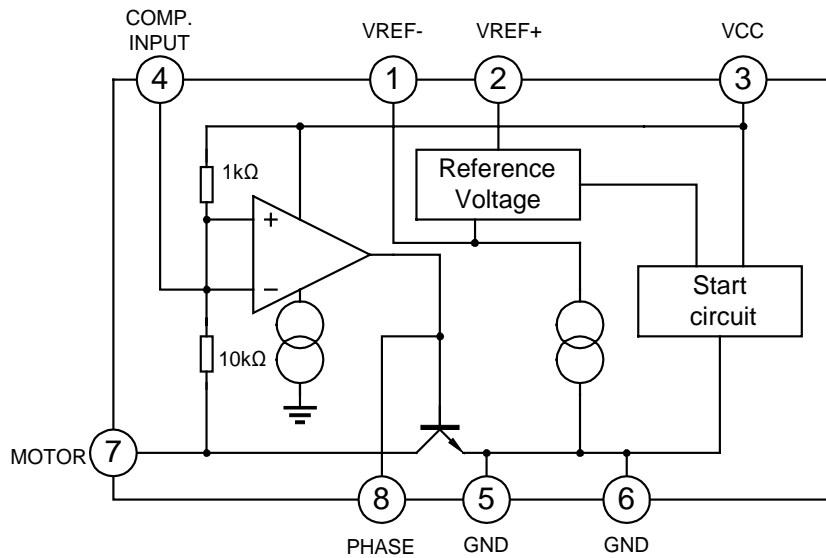 COMP.
INPUT
VREF-
VREF+
VCC
4
1
2
3
1kΩ
Reference
Voltage
+
−
Start
circuit
10kΩ
MOTOR
7
8
5
6
PHASE
GND
GND